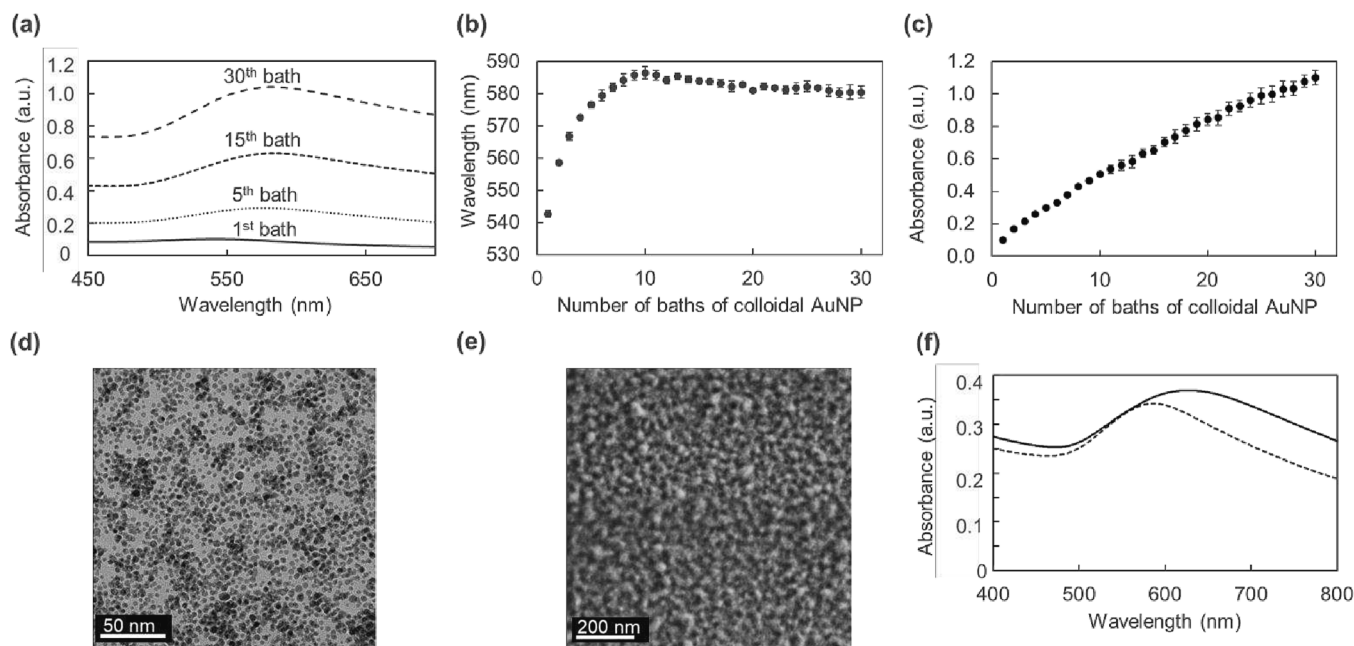 (a)
Absorbance (a.u.)
1.2
1.0
0.8
0.6
0.4
0.2
0
30th bath
15th bath
5th bath
1st bath
450
550
650
Wavelength (nm)
(b)
Wavelength (nm)
590
580
570
560
550
540
530
0
10
20
30
Number of baths of colloidal AuNP
(c)
Absorbance (a.u.)
1.2
1.0
0.8
0.6
0.4
0.2
0.0
0
10
20
30
Number of baths of colloidal AuNP
(d)
50 nm
(e)
200 nm
(f)
Absorbance (a.u.)
0.4
0.3
0.2
0.1
0
400
500
600
700
800
Wavelength (nm)